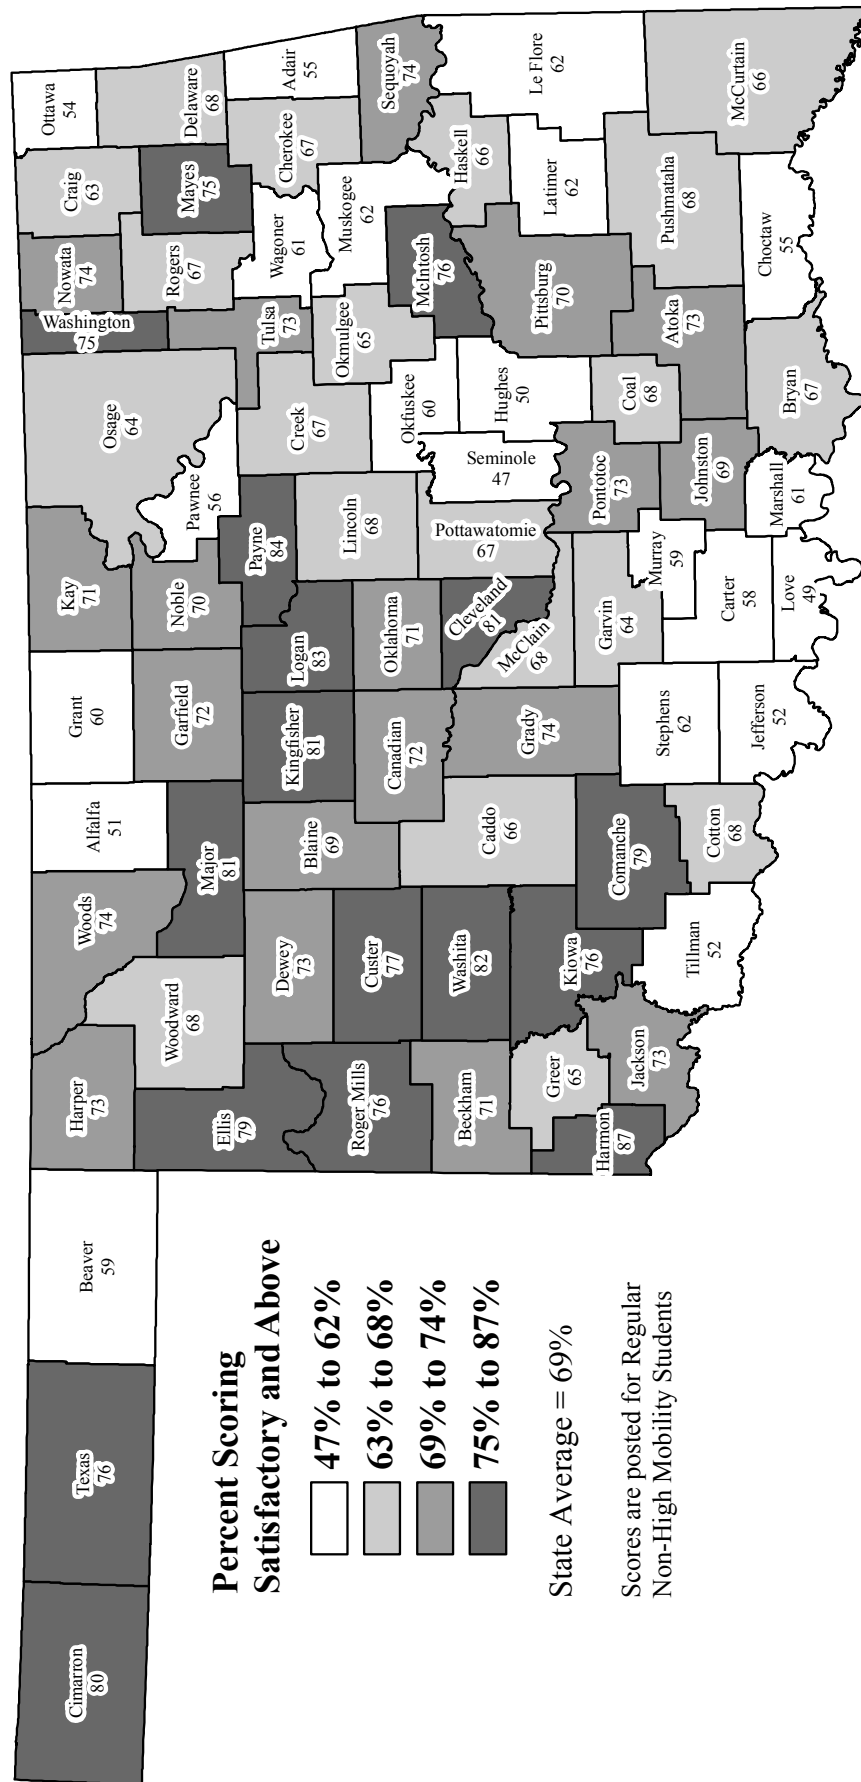 Cimarron
80
Texas
76
Beaver
59
Harper
73
Woods
74
Alfalfa
51
Grant
60
Kay
71
Osage
64
Washington
75
Nowata
74
Craig
63
Ottawa
54
Ellis
79
Woodward
68
Major
81
Garfield
72
Noble
70
Pawnee
56
Rogers
67
Mayes
75
Delaware
68
Roger Mills
76
Dewey
73
Blaine
69
Kingfisher
81
Logan
83
Payne
84
Creek
67
Tulsa
73
Wagoner
61
Cherokee
67
Adair
55
Beckham
71
Custer
77
Washita
82
Caddo
66
Canadian
72
Oklahoma
71
Lincoln
68
Okfuskee
60
Okmulgee
65
Muskogee
62
Sequoyah
74
Harmon
87
Greer
65
Kiowa
76
Comanche
79
Grady
74
McClain
68
Cleveland
81
Pottawatomie
67
Seminole
47
Hughes
50
McIntosh
76
Haskell
66
Jackson
73
Tillman
52
Cotton
68
Stephens
62
Garvin
64
Murray
59
Pontotoc
73
Coal
68
Pittsburg
70
Latimer
62
Le Flore
62
Jefferson
52
Carter
58
Love
49
Johnston
69
Marshall
61
Atoka
73
Bryan
67
Pushmataha
68
Choctaw
55
McCurtain
66
Percent Scoring
Satisfactory and Above
47% to 62%
63% to 68%
69% to 74%
75% to 87%
State Average = 69%
Scores are posted for Regular
Non-High Mobility Students